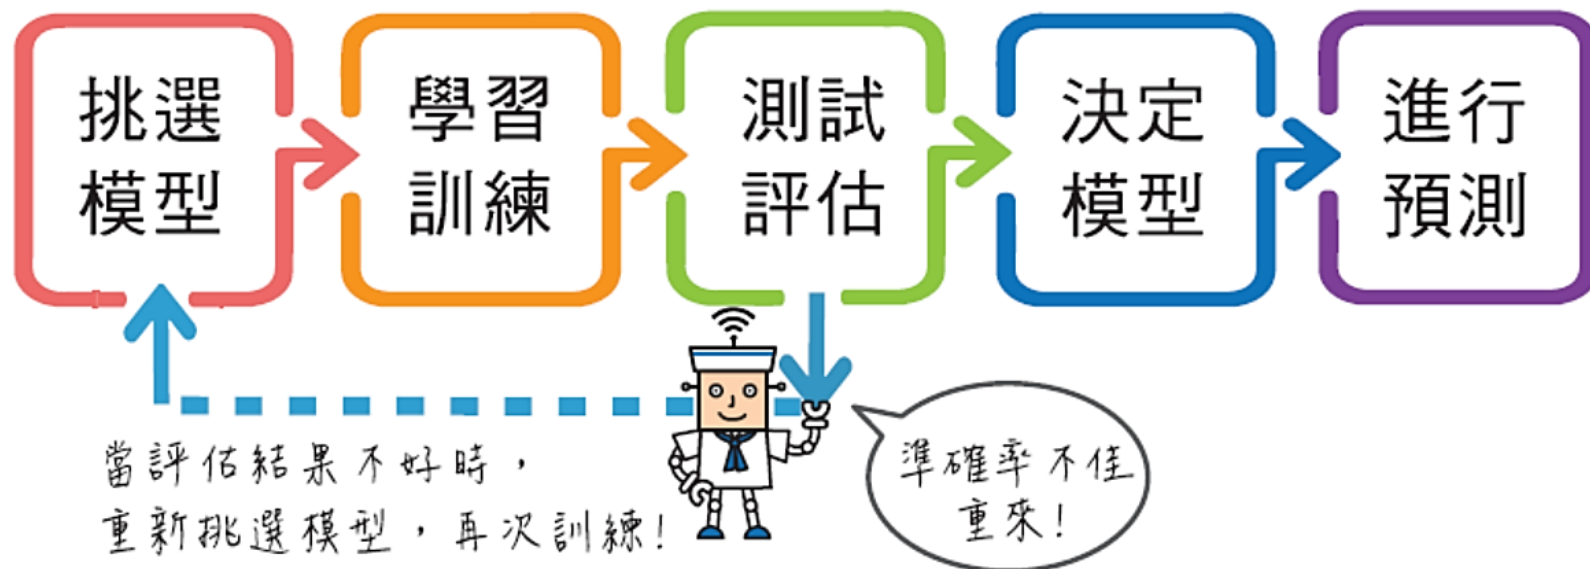 挑選
模型
學習
訓練
測試
評估
決定
模型
進行
預測
當評估結果不好時，
重新挑選模型，再次訓練！
準確率不佳
重來！